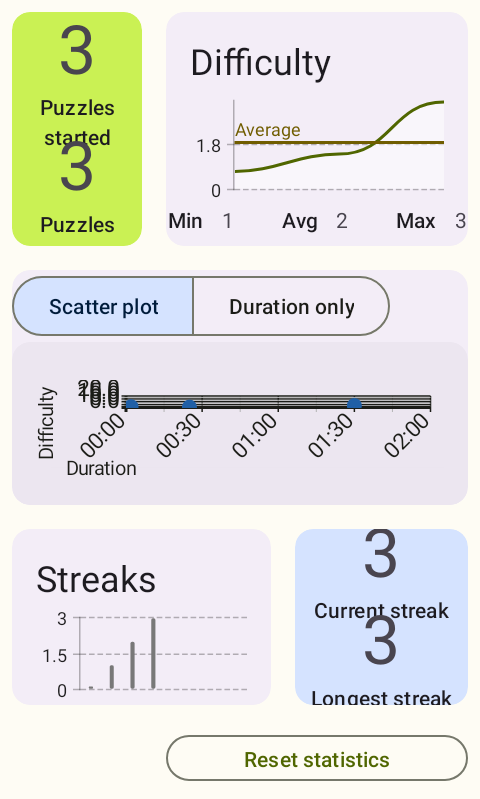 3
Puzzles
started
3
Puzzles
Difficulty
Average
1.8
0
Min 1 Avg 2 Max 3
Scatter plot Duration only
Difficulty
00:00 00:30 01:00 01:30 02:00
Duration
Streaks
3
1.5
0
3
Current streak
3
Longest streak
Reset statistics